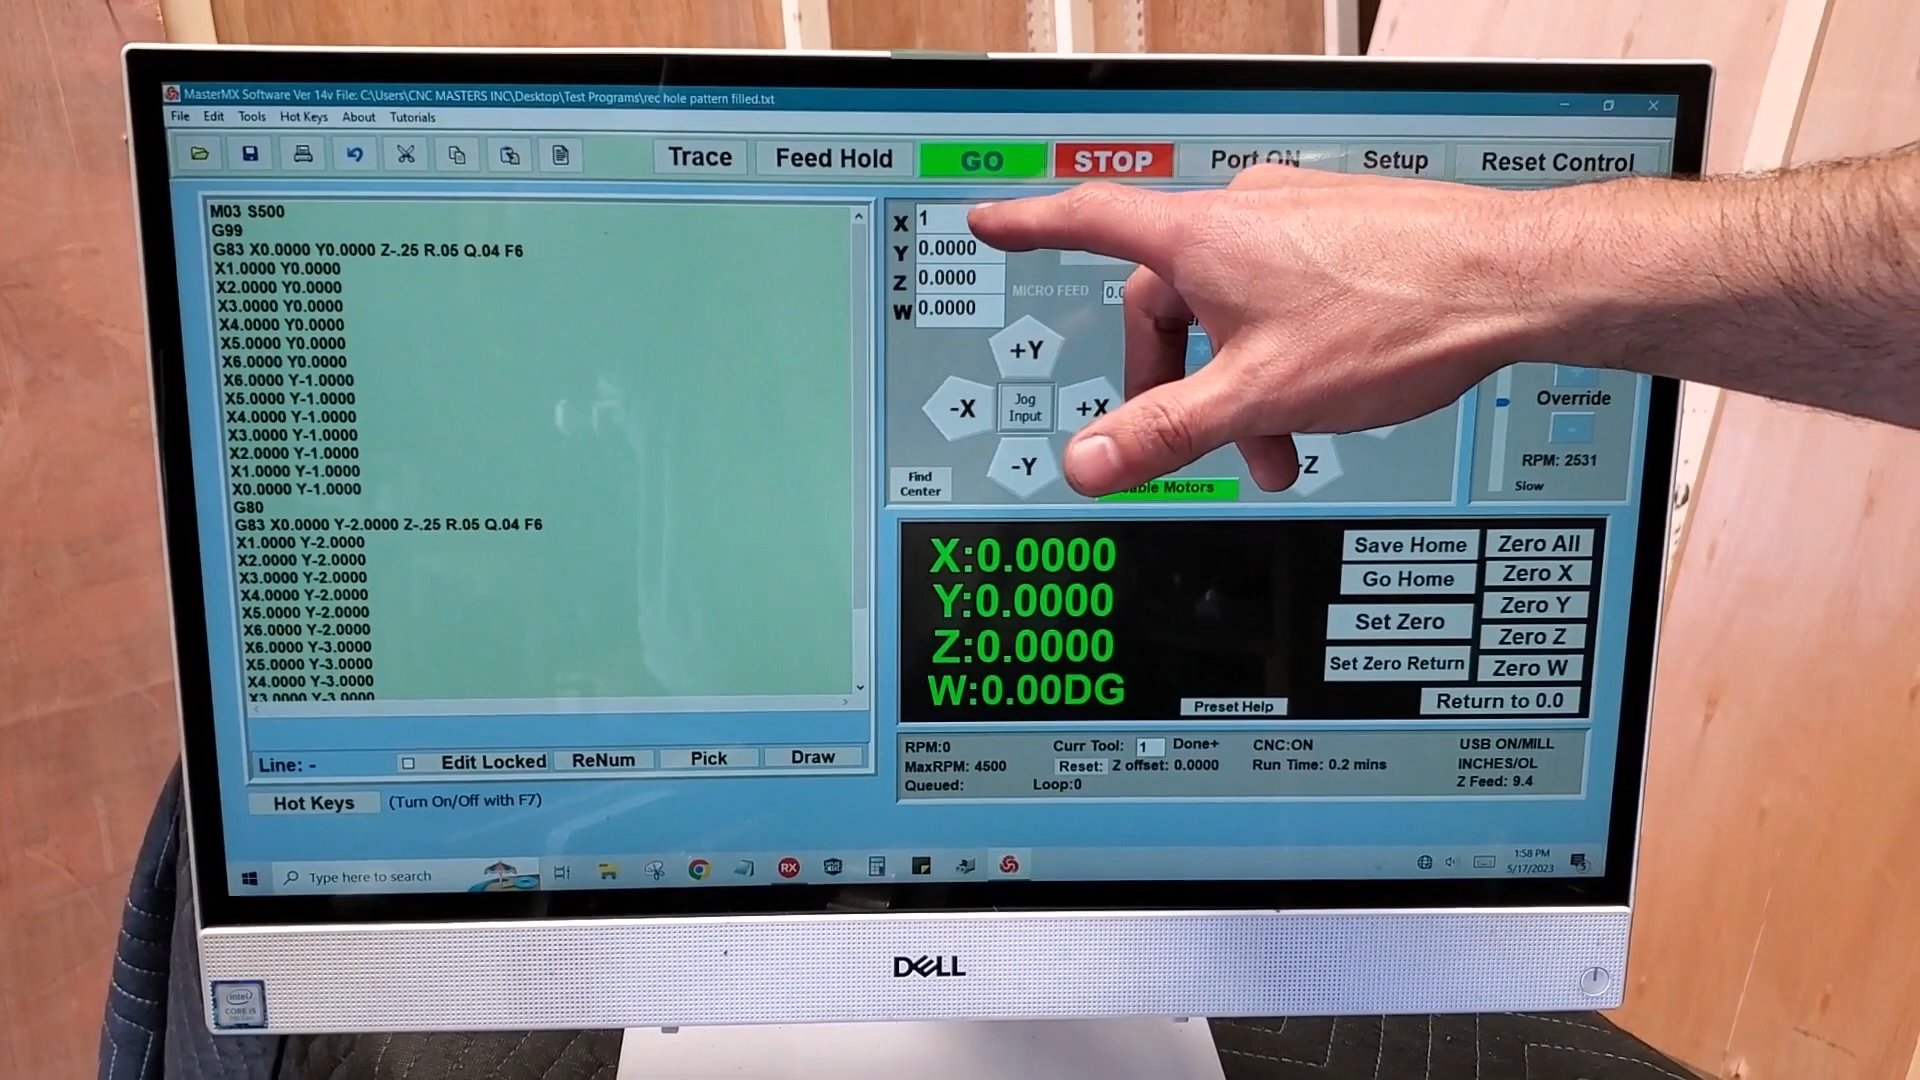 MasterMX Software Ver 14v File: C:\Users\CNC MASTERS INC\Desktop\Test Programs\rec hole pattern filled.txt
File Edit Tools Hot Keys About Tutorials
Trace Feed Hold GO STOP Port ON Setup Reset Control
M03 S500
G99
G83 X0.0000 Y0.0000 Z-.25 R.05 Q.04 F6
X1.0000 Y0.0000
X2.0000 Y0.0000
X3.0000 Y0.0000
X4.0000 Y0.0000
X5.0000 Y0.0000
X6.0000 Y0.0000
X6.0000 Y-1.0000
X5.0000 Y-1.0000
X4.0000 Y-1.0000
X3.0000 Y-1.0000
X2.0000 Y-1.0000
X1.0000 Y-1.0000
X0.0000 Y-1.0000
G80
G83 X0.0000 Y-2.0000 Z-.25 R.05 Q.04 F6
X1.0000 Y-2.0000
X2.0000 Y-2.0000
X3.0000 Y-2.0000
X4.0000 Y-2.0000
X5.0000 Y-2.0000
X6.0000 Y-2.0000
X6.0000 Y-3.0000
X5.0000 Y-3.0000
X4.0000 Y-3.0000
X3.0000 Y-3.0000
Line: - Edit Locked ReNum Pick Draw
Hot Keys (Turn On/Off with F7)
X 1
Y 0.0000
Z 0.0000
W 0.0000
MICRO FEED
+Y
-X Jog Input +X
-Y
Find Center
Motors
-Z
Override
RPM: 2531
Slow
X:0.0000
Y:0.0000
Z:0.0000
W:0.00DG
Preset Help
Save Home Zero All
Go Home Zero X
Set Zero Zero Y
Set Zero Return Zero Z
Zero W
Return to 0.0
RPM:0 Curr Tool: 1 Done+ CNC:ON USB ON/MILL
MaxRPM: 4500 Reset: Z offset: 0.0000 Run Time: 0.2 mins INCHES/OL
Queued: Loop:0 Z Feed: 9.4
Type here to search
RX
1:58 PM
5/17/2023
DELL
intel
CORE i5